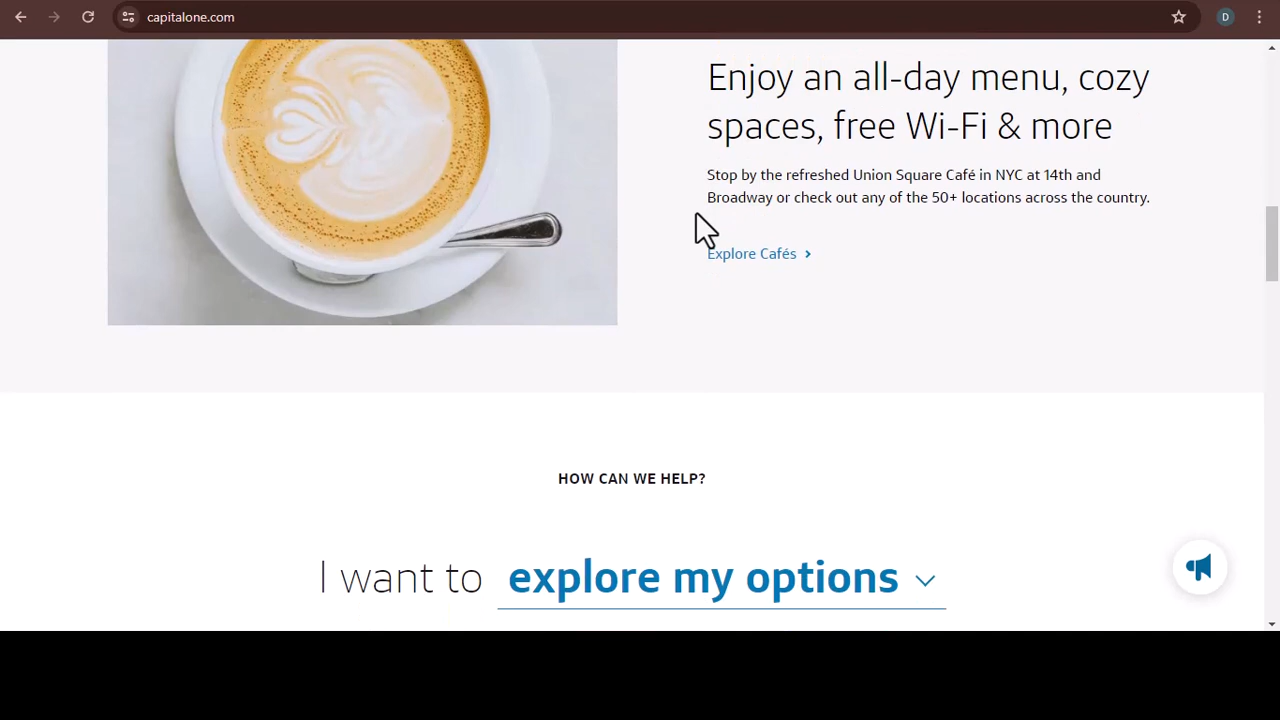 capitalone.com
D
Enjoy an all-day menu, cozy
spaces, free Wi-Fi & more
Stop by the refreshed Union Square Café in NYC at 14th and
Broadway or check out any of the 50+ locations across the country.
Explore Cafés
HOW CAN WE HELP?
I want to explore my options